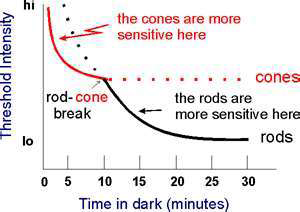 hi
the cones are more
sensitive here
Threshold Intensity
cones
rod-cone
break
the rods are
more sensitive here
lo
rods
5 10 15 20 25 30
Time in dark (minutes)